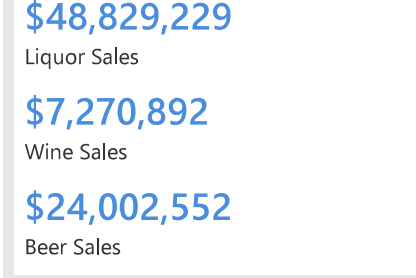 $48,829,229
Liquor Sales
$7,270,892
Wine Sales
$24,002,552
Beer Sales